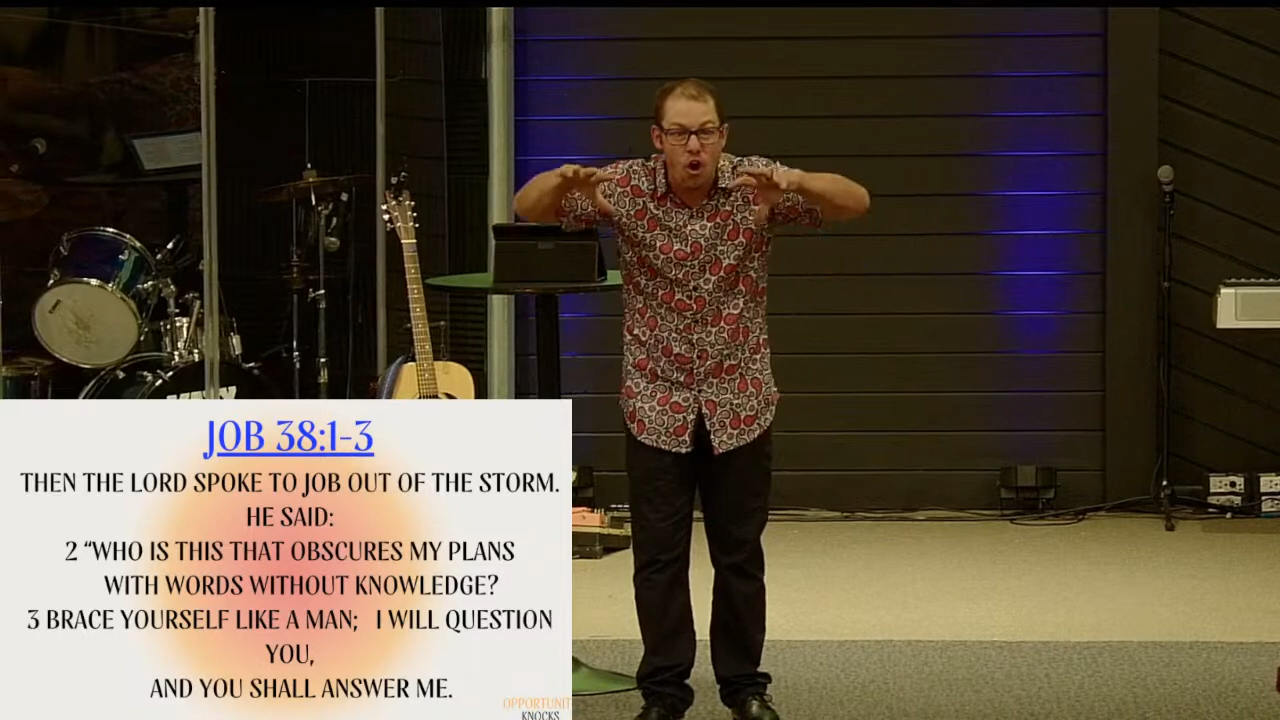 JOB 38:1-3
THEN THE LORD SPOKE TO JOB OUT OF THE STORM.
HE SAID:
2 “WHO IS THIS THAT OBSCURES MY PLANS
WITH WORDS WITHOUT KNOWLEDGE?
3 BRACE YOURSELF LIKE A MAN; I WILL QUESTION
YOU,
AND YOU SHALL ANSWER ME.
OPPORTUNIT
KNOCKS